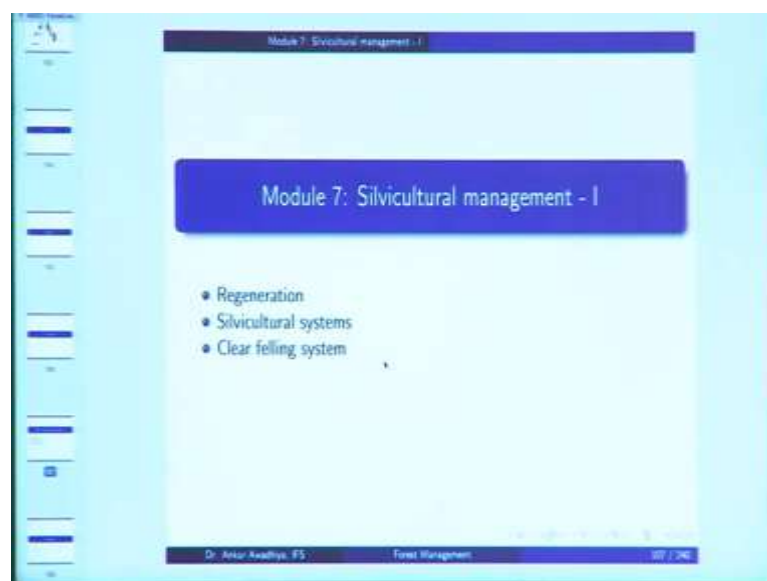 Module 7: Silvicultural management - I
Module 7: Silvicultural management - I
Regeneration
Silvicultural systems
Clear felling system
Dr. Ankur Awadhiya, IFS
Forest Management